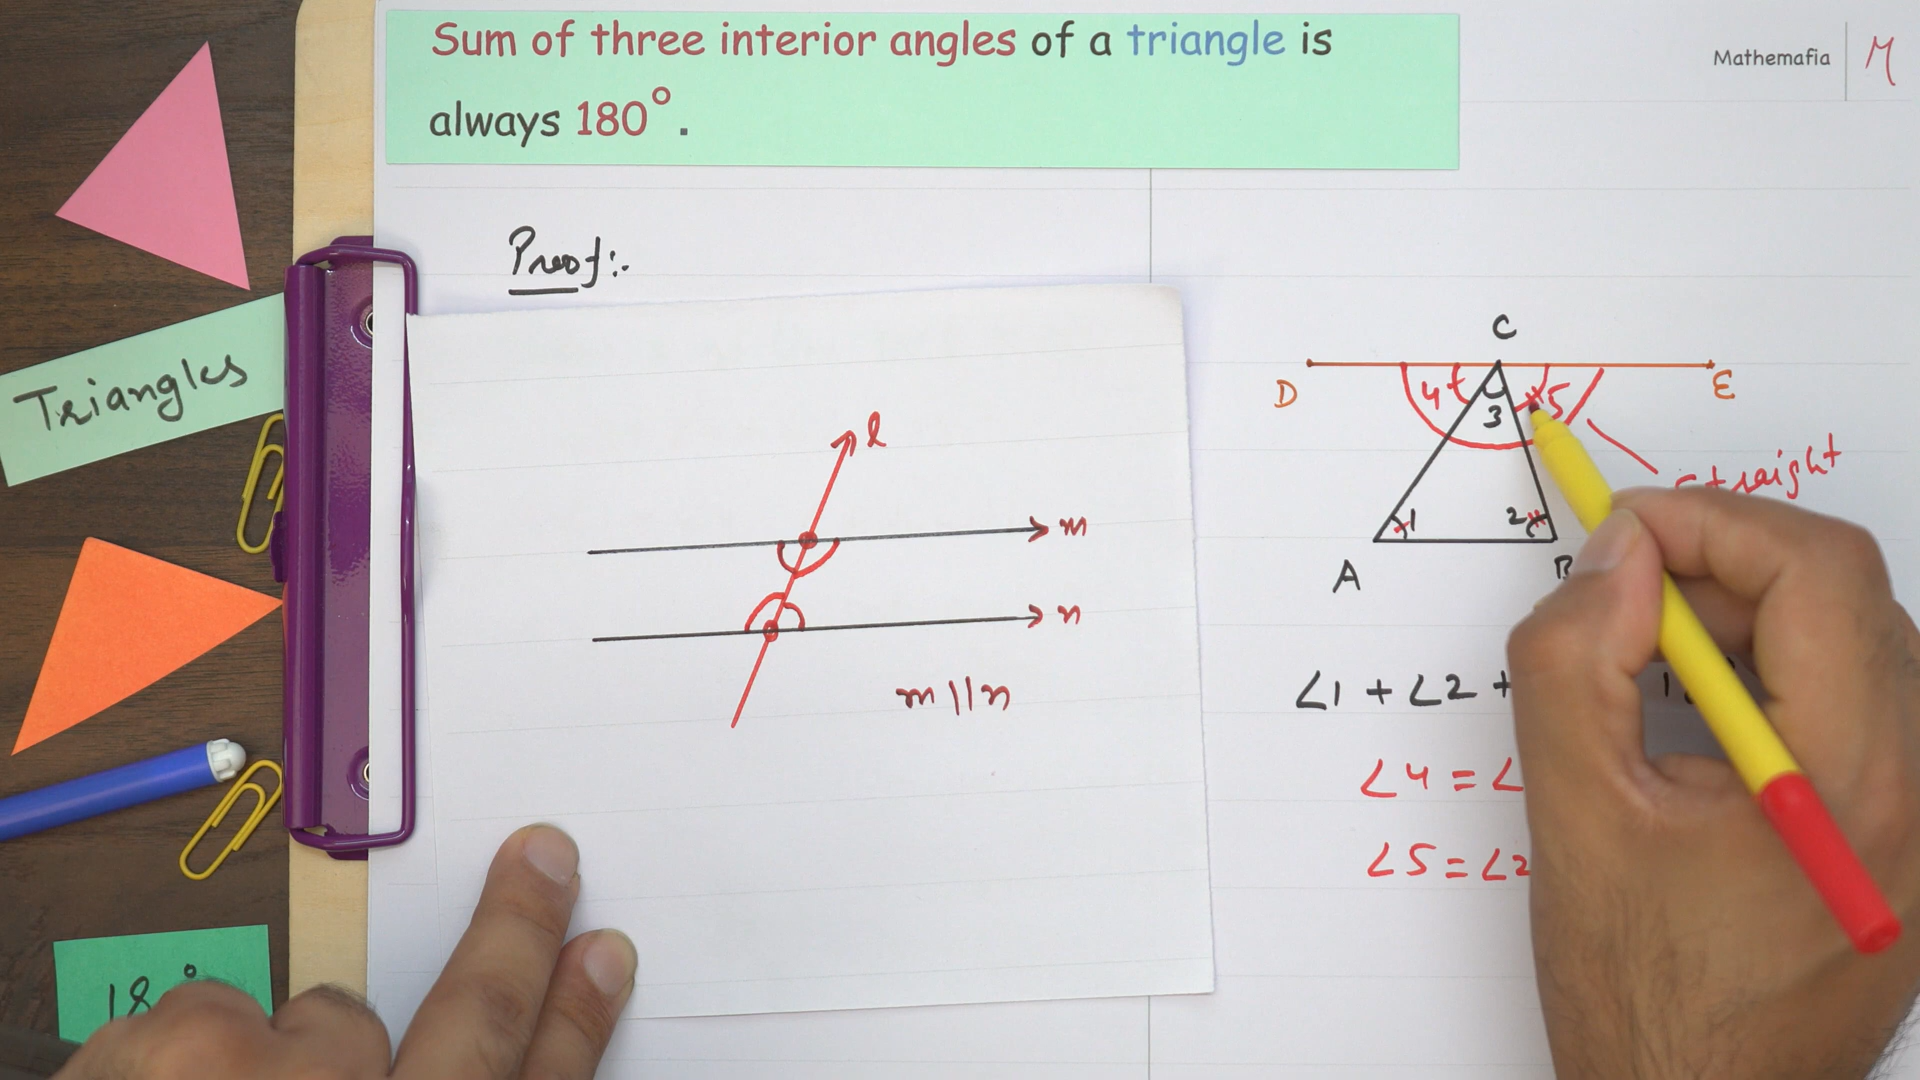 Sum of three interior angles of a triangle is
always 180°.
Mathemafia
M
Proof:-
Triangles
l
m
n
m||n
C
D
E
4
3
5
1
2
A
B
straight
∠1 + ∠2 +
∠4 = ∠
∠5 = ∠2